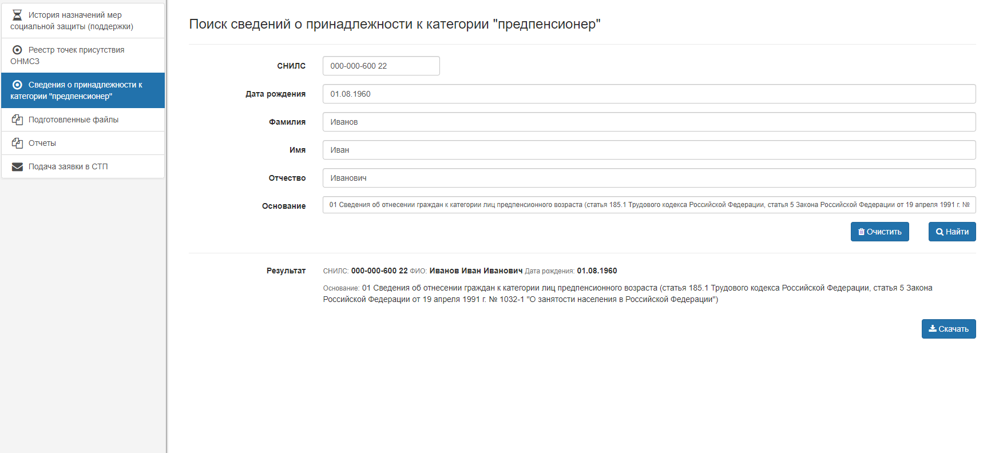 История назначений мер
социальной защиты (поддержки)
Реестр точек присутствия
ОНМСЗ
Сведения о принадлежности к
категории "предпенсионер"
Подготовленные файлы
Отчеты
Подача заявки в СТП
Поиск сведений о принадлежности к категории "предпенсионер"
СНИЛС 000-000-600 22
Дата рождения 01.08.1960
Фамилия Иванов
Имя Иван
Отчество Иванович
Основание 01 Сведения об отнесении граждан к категории лиц предпенсионного возраста (статья 185.1 Трудового кодекса Российской Федерации, статья 5 Закона Российской Федерации от 19 апреля 1991 г. №
Очистить Найти
Результат СНИЛС: 000-000-600 22 ФИО: Иванов Иван Иванович Дата рождения: 01.08.1960
Основание: 01 Сведения об отнесении граждан к категории лиц предпенсионного возраста (статья 185.1 Трудового кодекса Российской Федерации, статья 5 Закона
Российской Федерации от 19 апреля 1991 г. № 1032-1 "О занятости населения в Российской Федерации")
Скачать